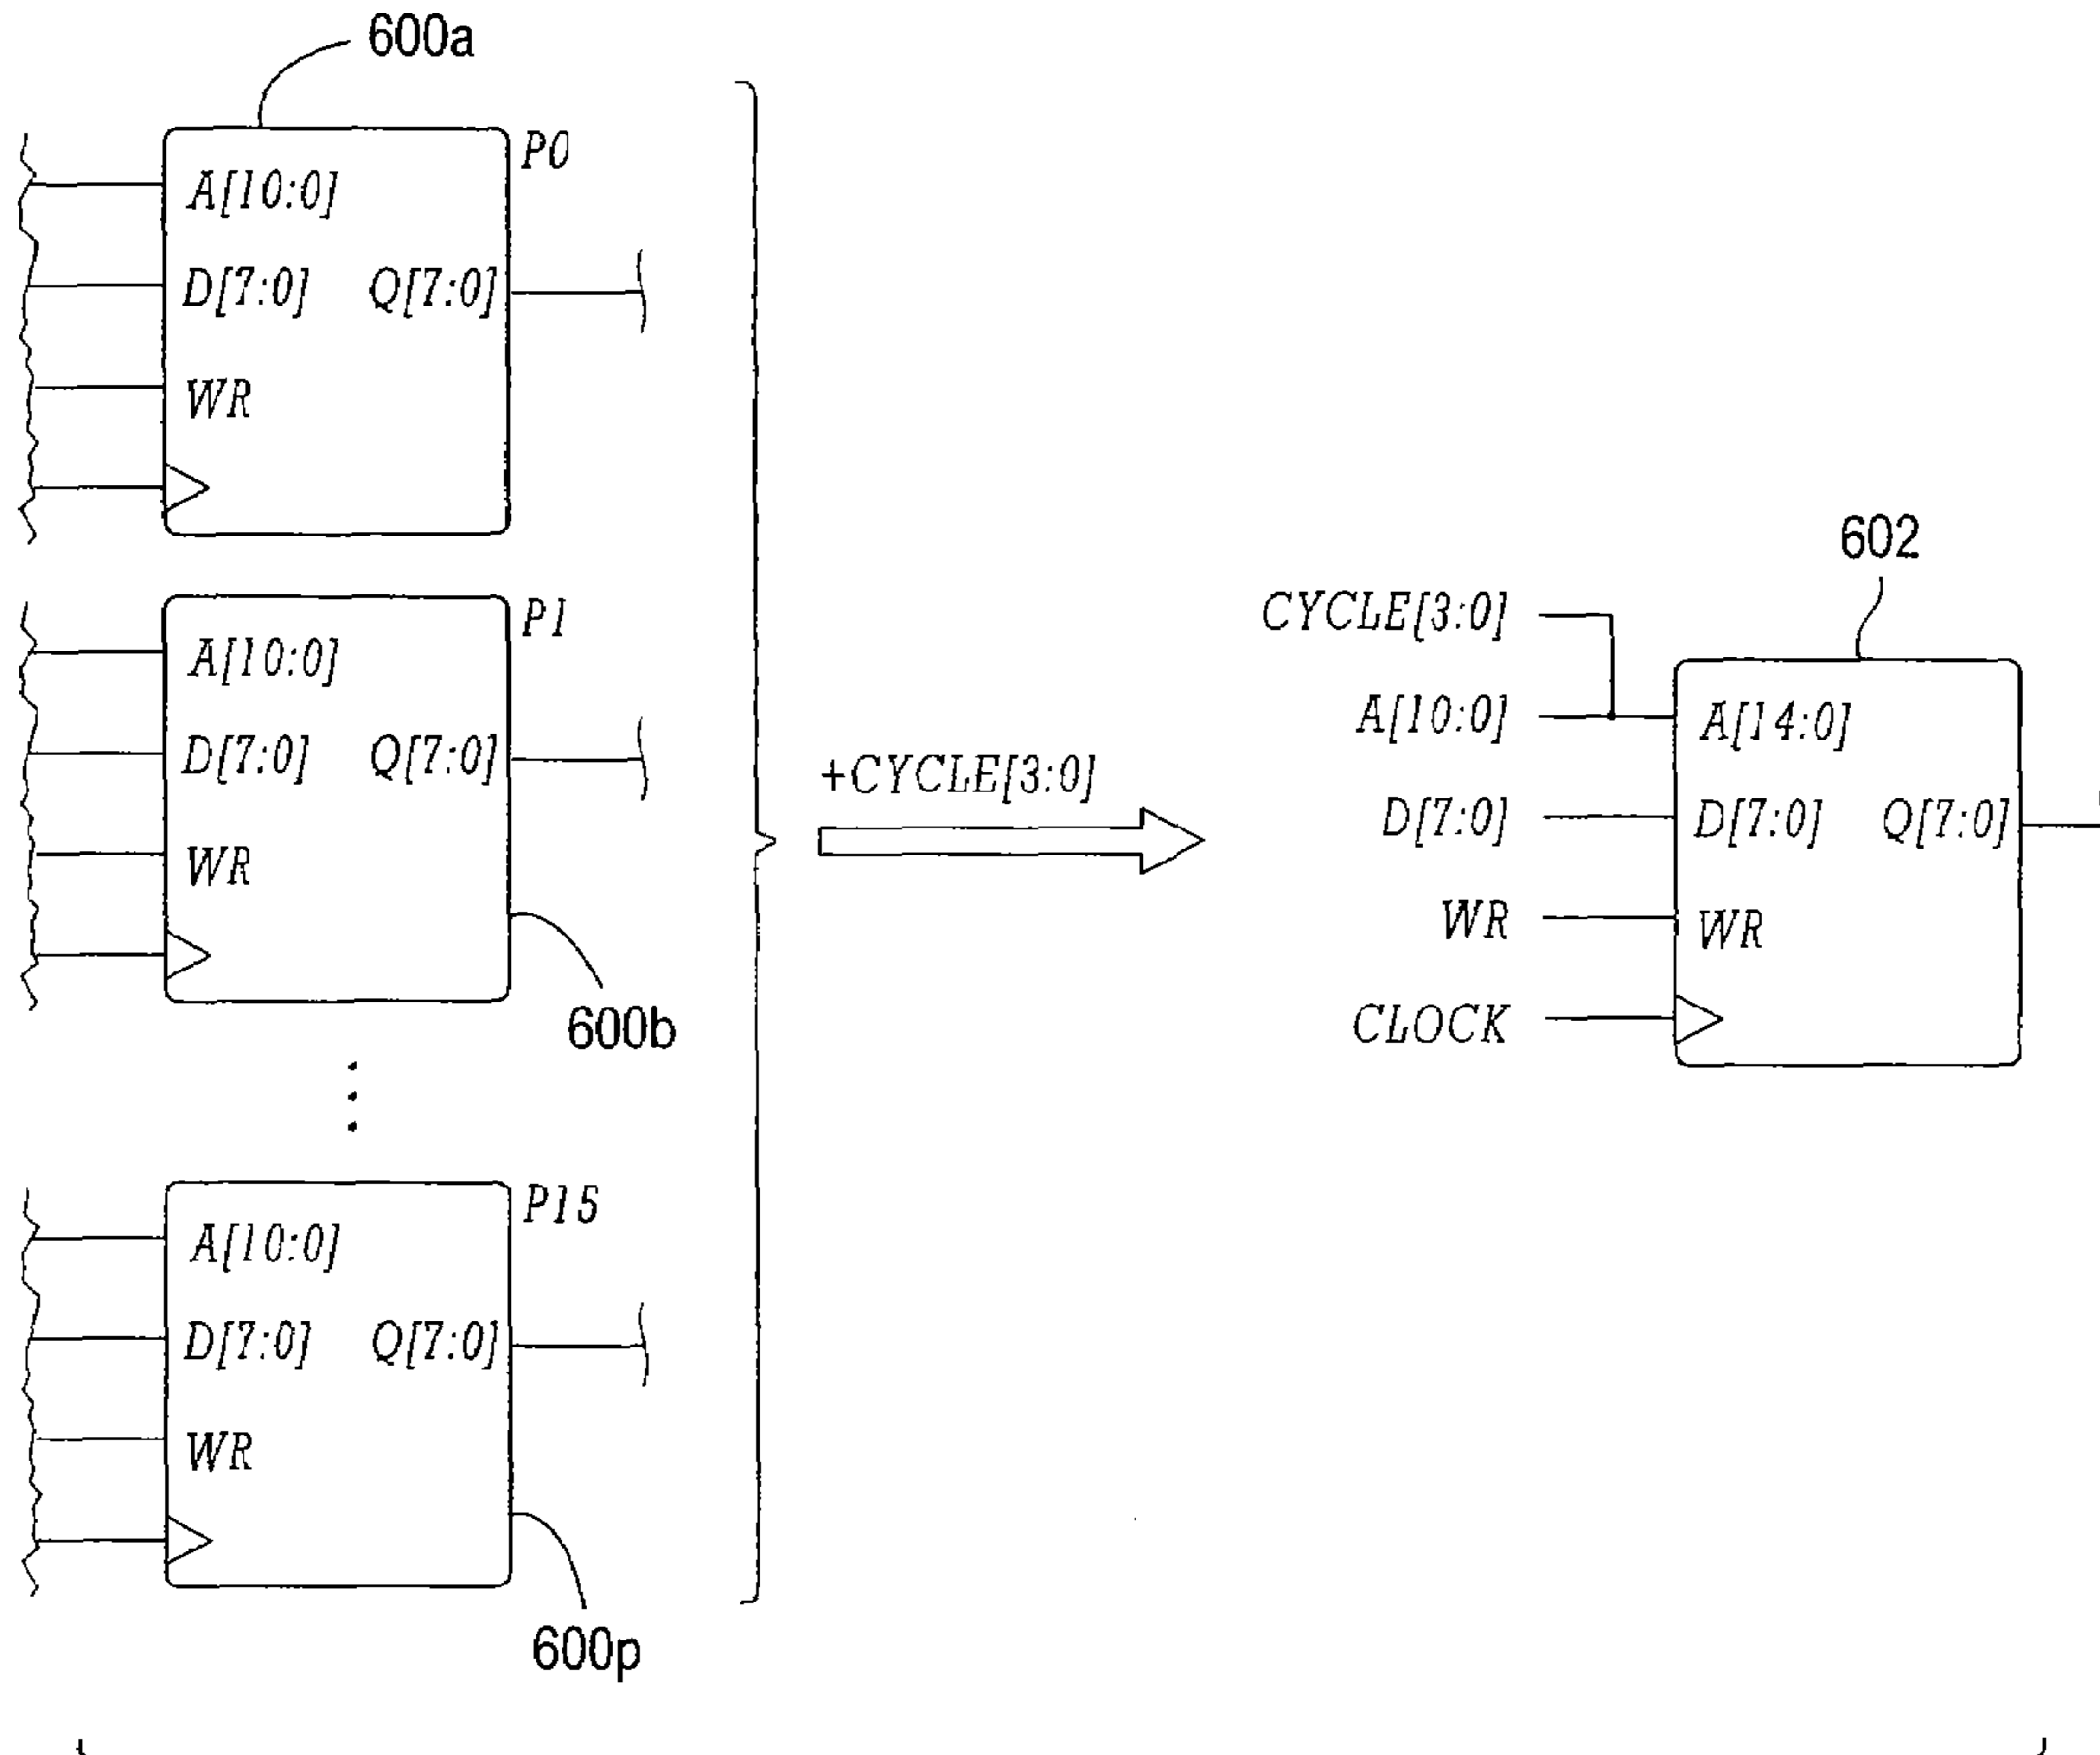 600a
P0
A[10:0]
D[7:0] Q[7:0]
WR
P1
A[10:0]
D[7:0] Q[7:0]
WR
600b
P15
A[10:0]
D[7:0] Q[7:0]
WR
600p
+CYCLE[3:0]
602
CYCLE[3:0]
A[10:0] A[14:0]
D[7:0] D[7:0] Q[7:0]
WR WR
CLOCK